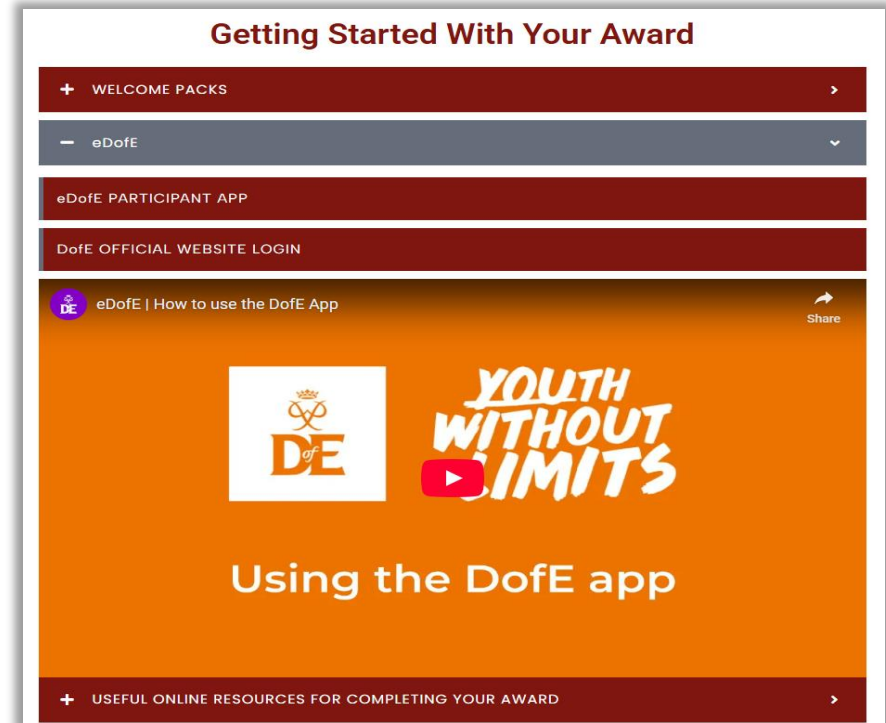 Getting Started With Your Award
+ WELCOME PACKS >
− eDofE
eDofE PARTICIPANT APP
DofE OFFICIAL WEBSITE LOGIN
DofE
eDofE | How to use the DofE App
Share
DofE
YOUTH
WITHOUT
LIMITS
Using the DofE app
+ USEFUL ONLINE RESOURCES FOR COMPLETING YOUR AWARD >